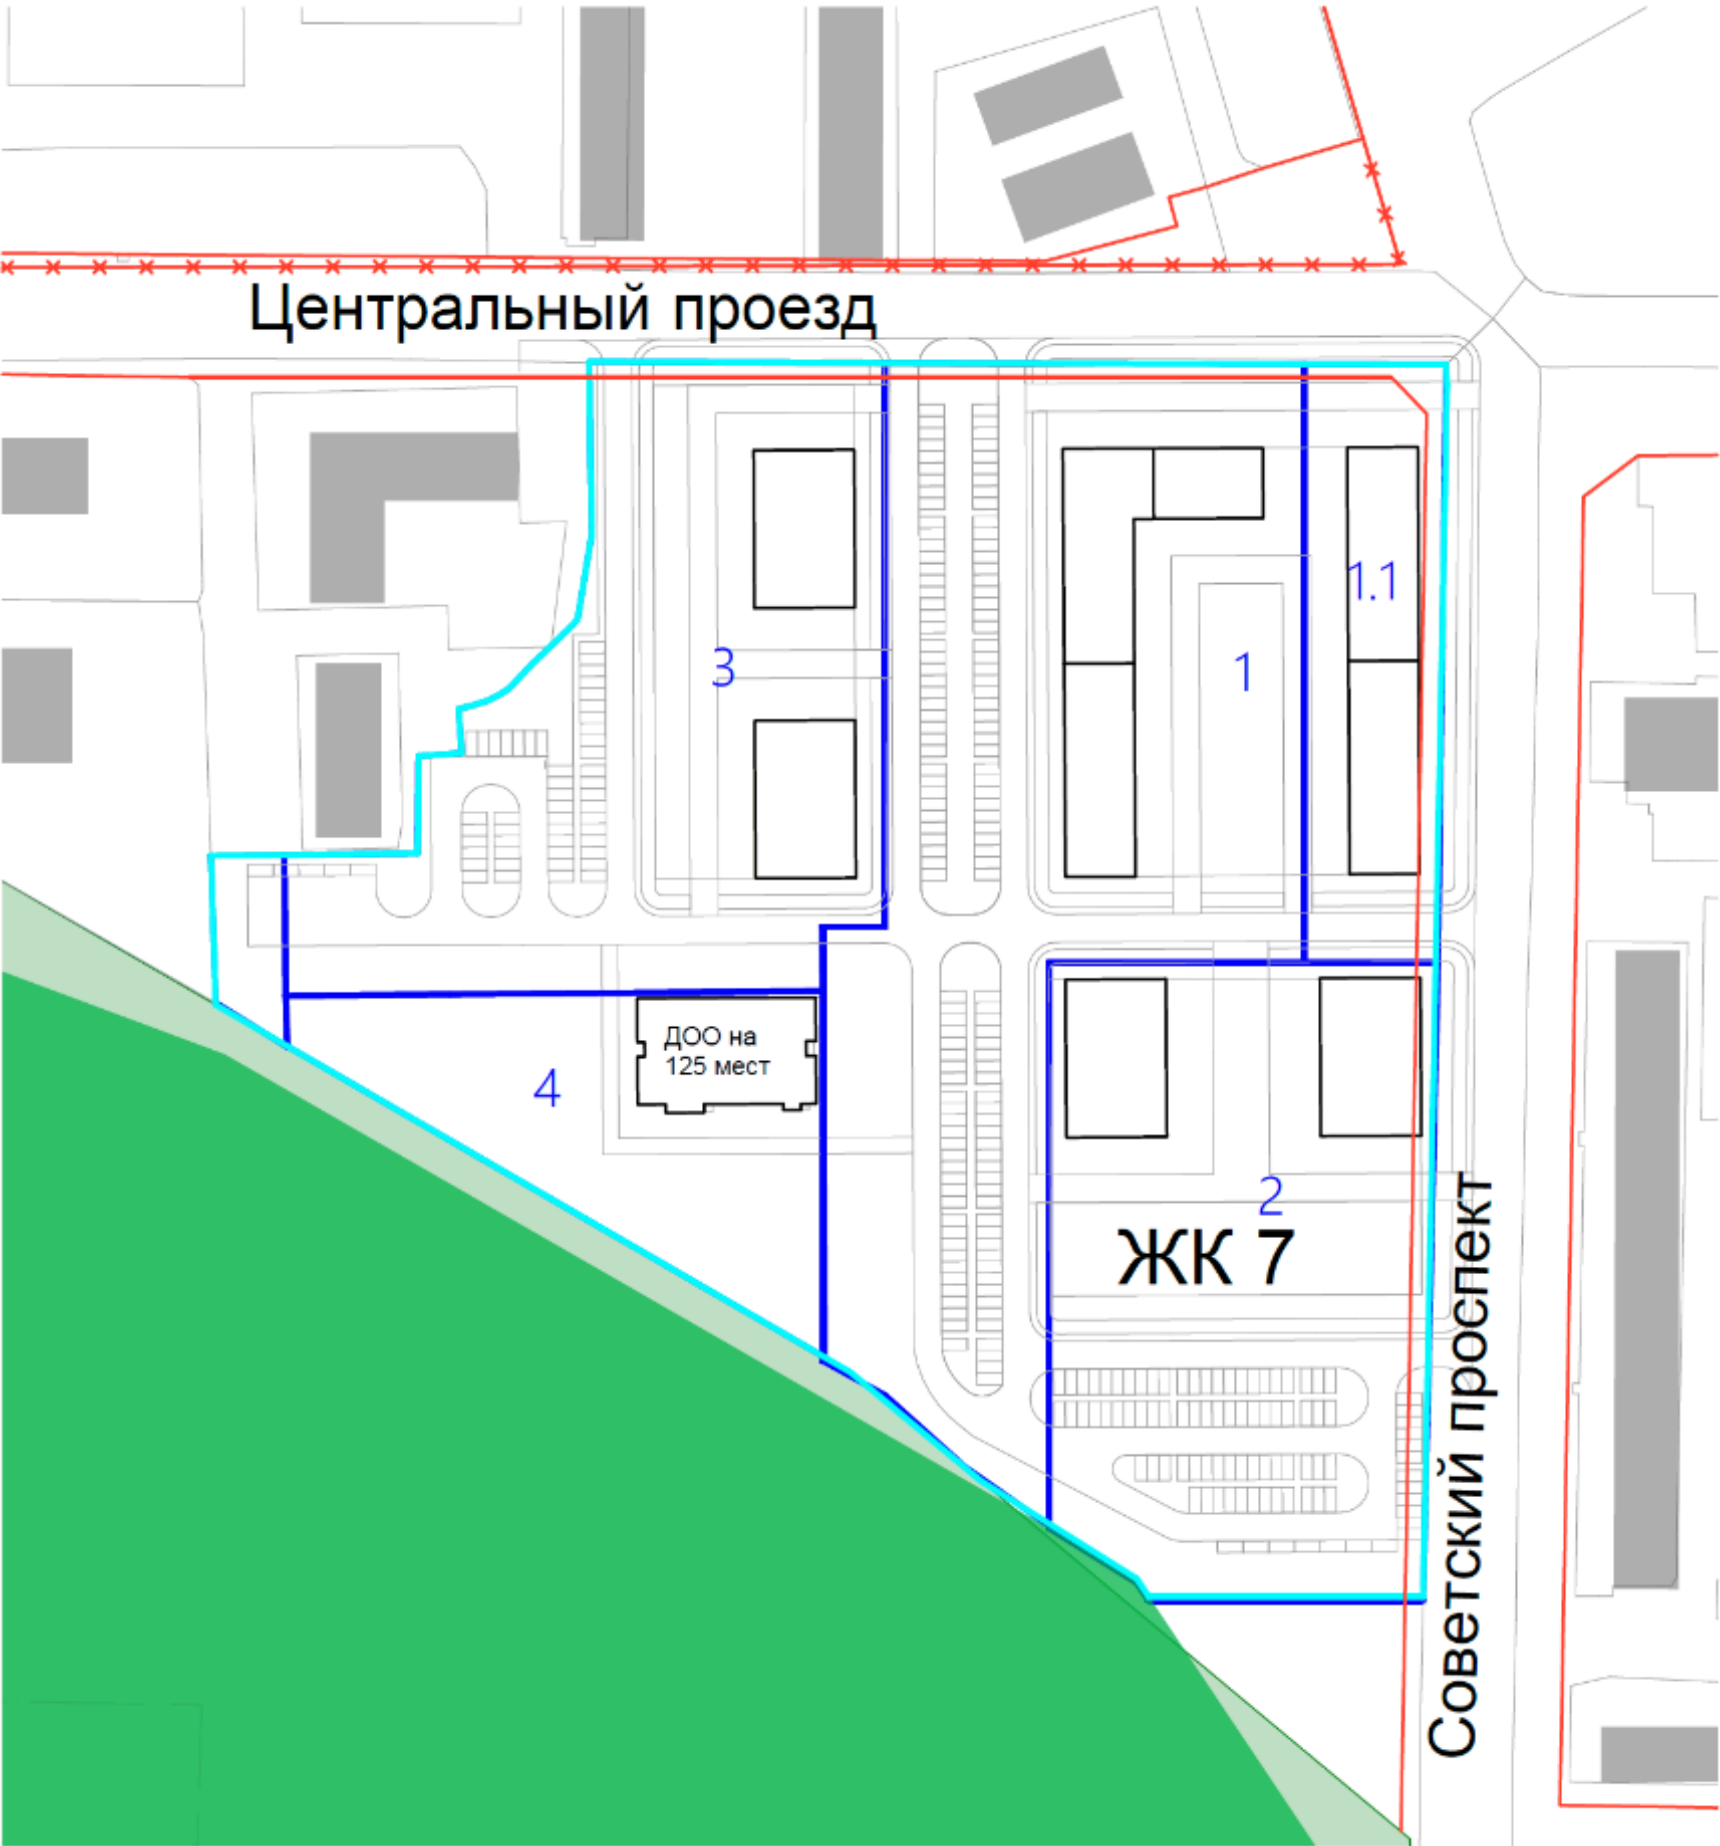 Центральный проезд
1.1
3
1
ДОО на
125 мест
4
2
ЖК 7
Советский проспект